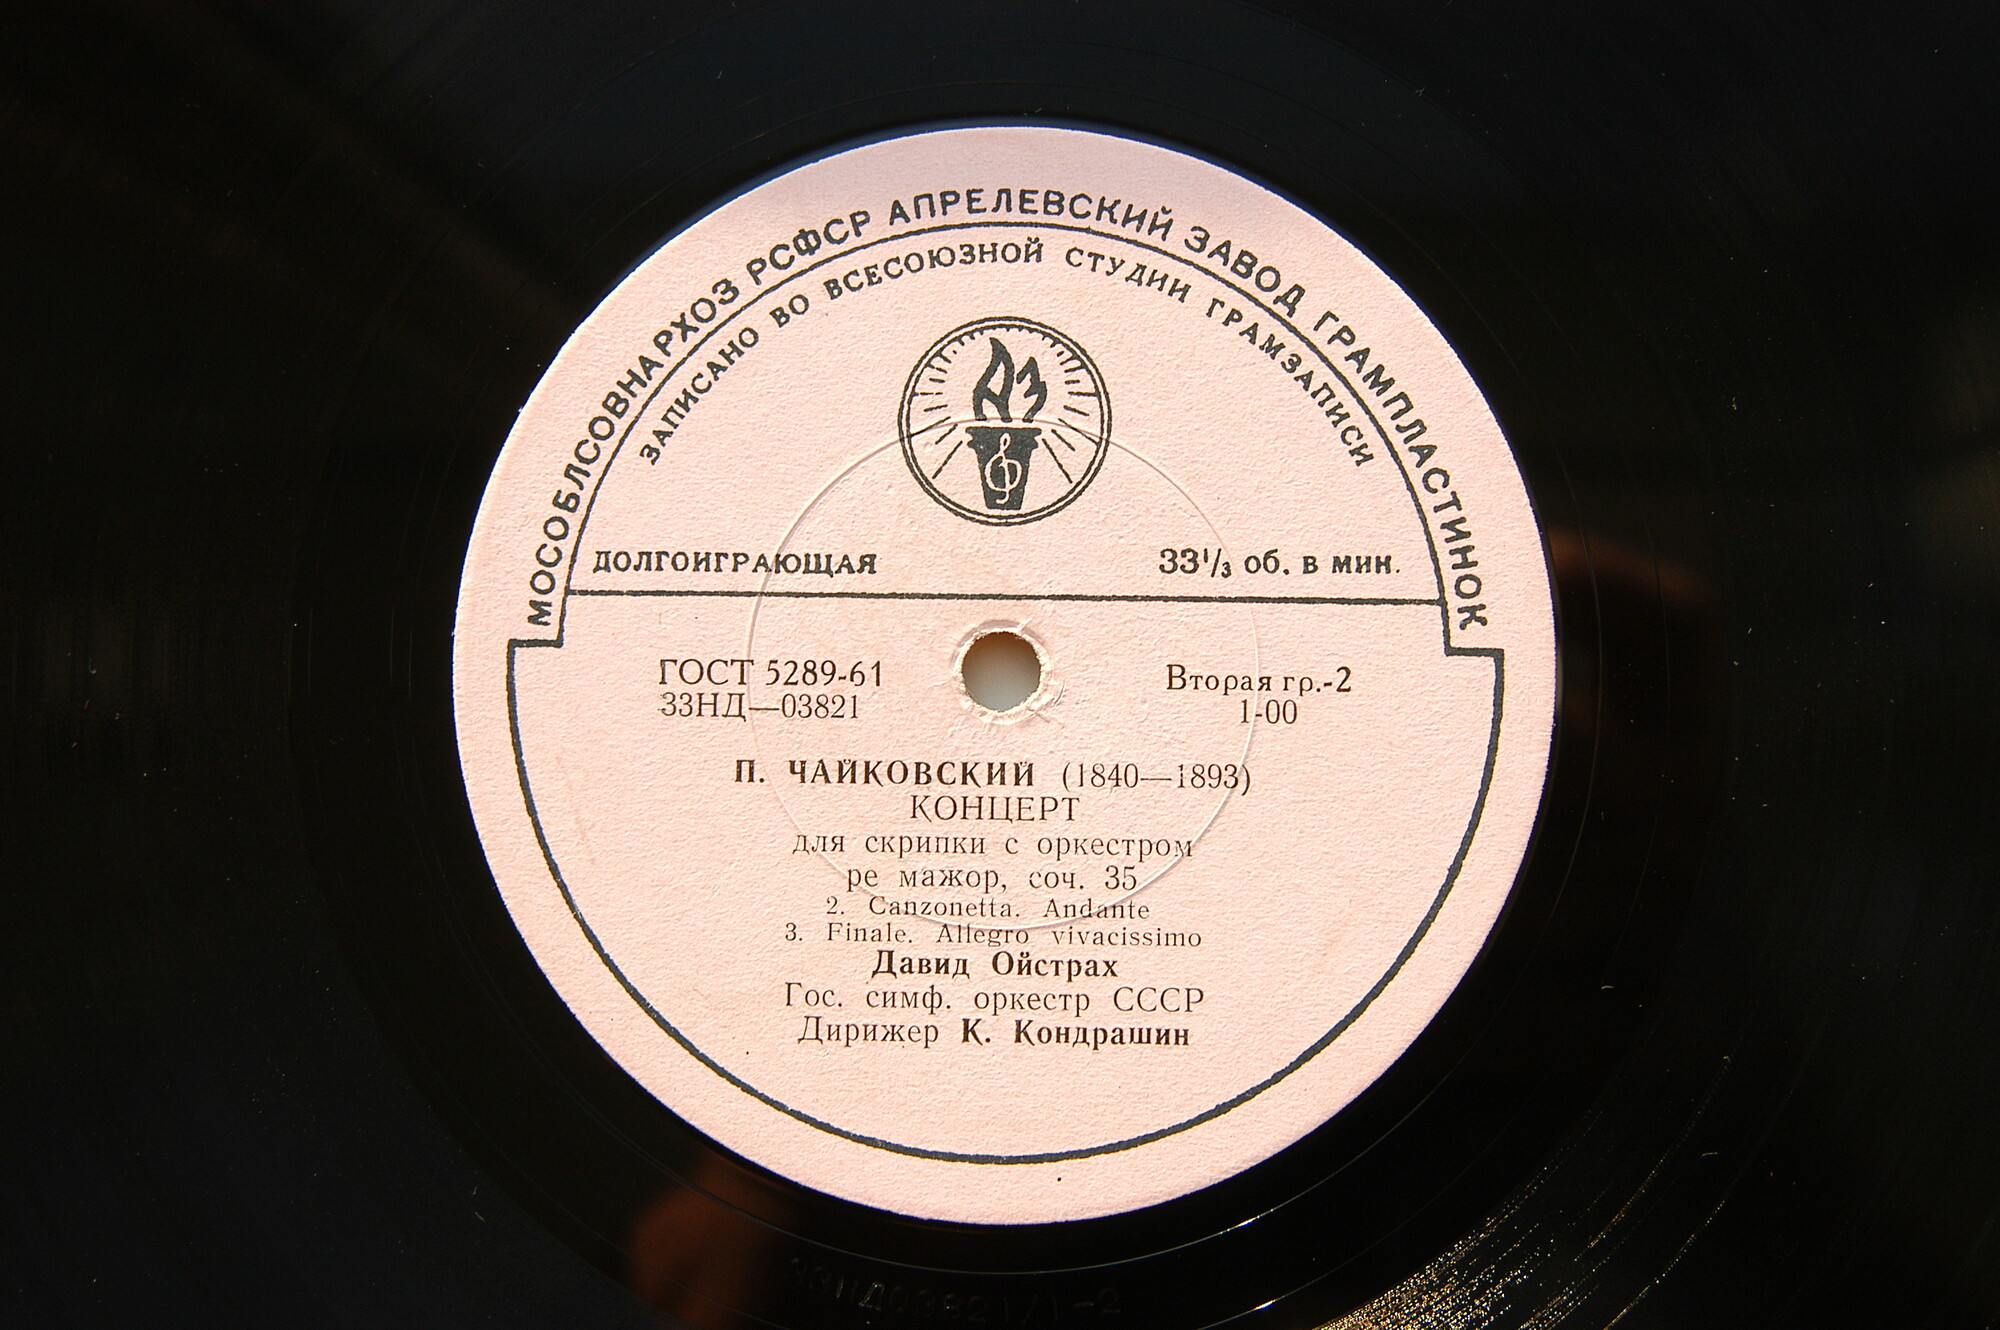 МОСОБЛСОВНАРХОЗ РСФСР АПРЕЛЕВСКИЙ ЗАВОД ГРАМПЛАСТИНОК
ЗАПИСАНО ВО ВСЕСОЮЗНОЙ СТУДИИ ГРАМЗАПИСИ
АЗ
ДОЛГОИГРАЮЩАЯ 33⅓ об. в мин.
ГОСТ 5289-61 Вторая гр.-2
33НД—03821 1-00
П. ЧАЙКОВСКИЙ (1840—1893)
КОНЦЕРТ
для скрипки с оркестром
ре мажор, соч. 35
2. Canzonetta. Andante
3. Finale. Allegro vivacissimo
Давид Ойстрах
Гос. симф. оркестр СССР
Дирижер К. Кондрашин